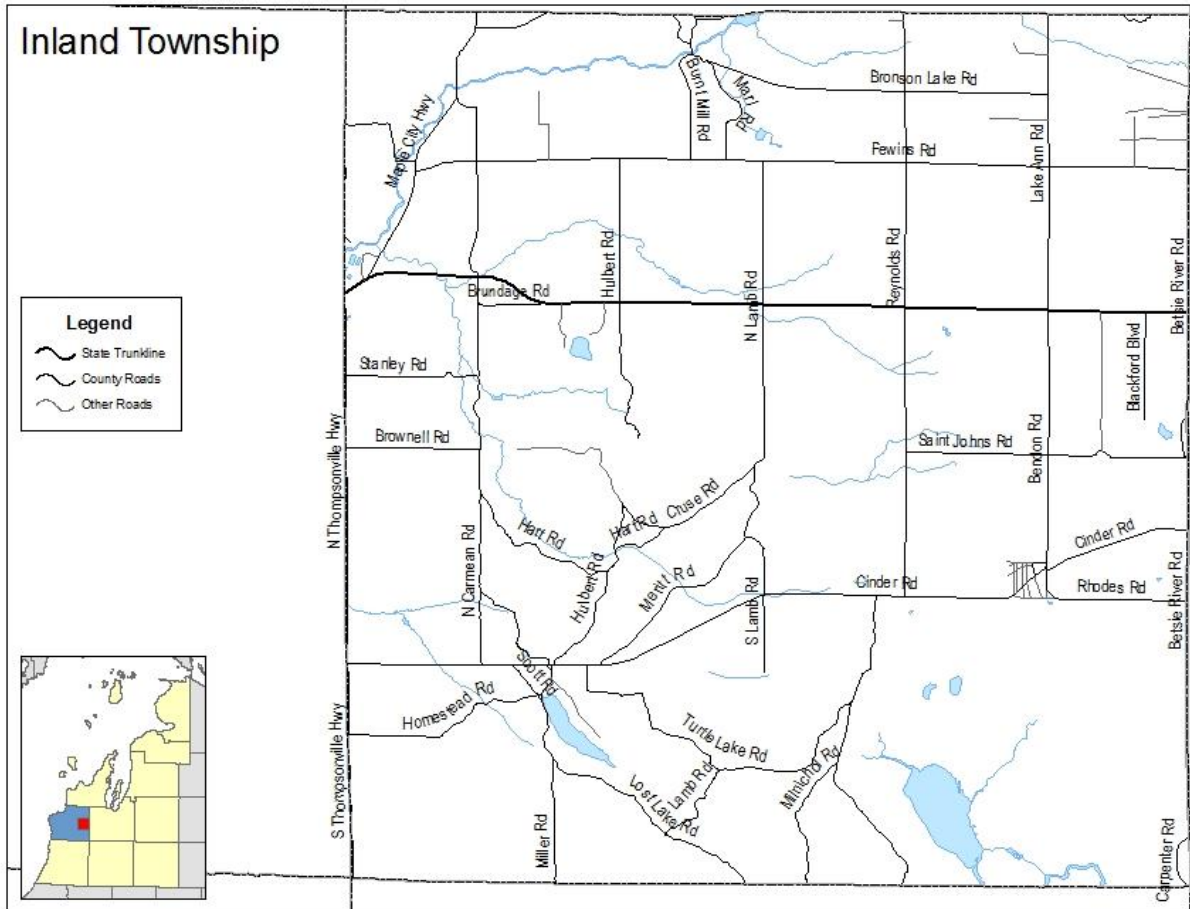 Inland Township
Bronson Lake Rd
Burnt Mill Rd
Marl Rd
Maple City Hwy
Fewins Rd
Lake Ann Rd
Hulbert Rd
Reynolds Rd
N Lamb Rd
Betsie River Rd
Brundage Rd
Legend
State Trunkline
County Roads
Other Roads
Stanley Rd
Blackford Blvd
Brownell Rd
Saint Johns Rd
Bendon Rd
N Thompsonville Hwy
Hart Rd
Hart Rd
Cruse Rd
Cinder Rd
N Carmean Rd
Hulbert Rd
Merritt Rd
Cinder Rd
Rhodes Rd
S Lamb Rd
Betsie River Rd
Scott Rd
Homestead Rd
Turtle Lake Rd
S Thompsonville Hwy
Lamb Rd
Lost Lake Rd
Miller Rd
Carpenter Rd